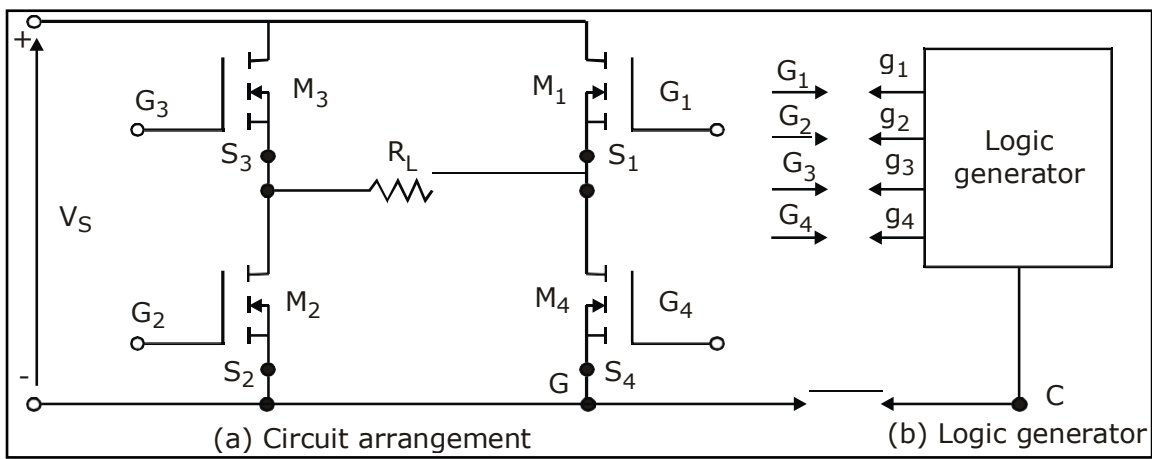 +
G3
M3
M1
G1
S3
RL
S1
VS
G2
M2
M4
G4
S2
G
S4
-
(a) Circuit arrangement
G1
G2
G3
G4
g1
g2
g3
g4
Logic
generator
C
(b) Logic generator